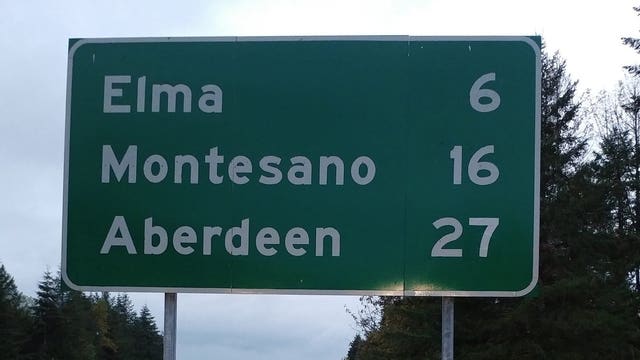 Elma 6
Montesano 16
Aberdeen 27